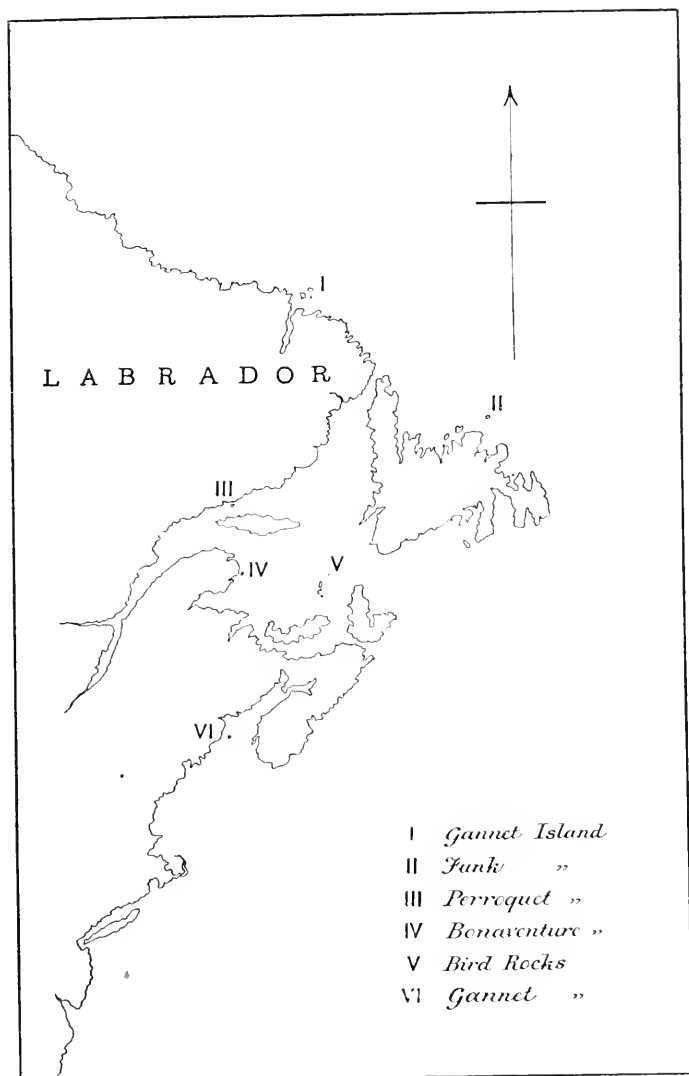 I
LABRADOR
II
III
IV
V
VI
I Gannet Island
II Funk „
III Perroquet „
IV Bonaventure „
V Bird Rocks
VI Gannet „